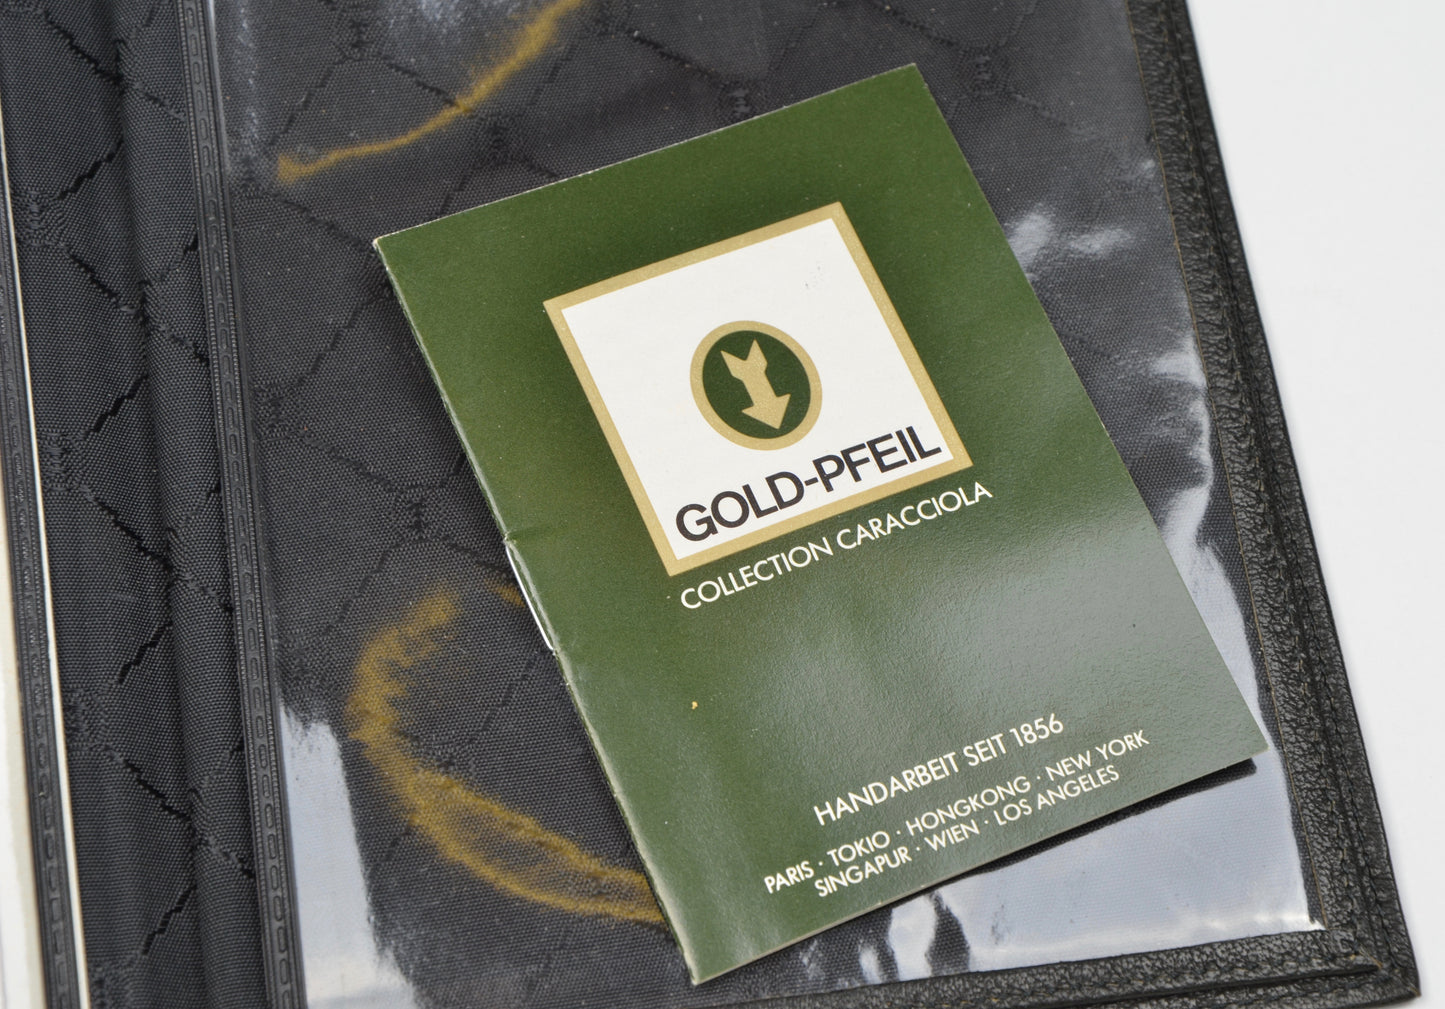 GOLD-PFEIL
COLLECTION CARACCIOLA
HANDARBEIT SEIT 1856
PARIS · TOKIO · HONGKONG · NEW YORK
SINGAPUR · WIEN · LOS ANGELES